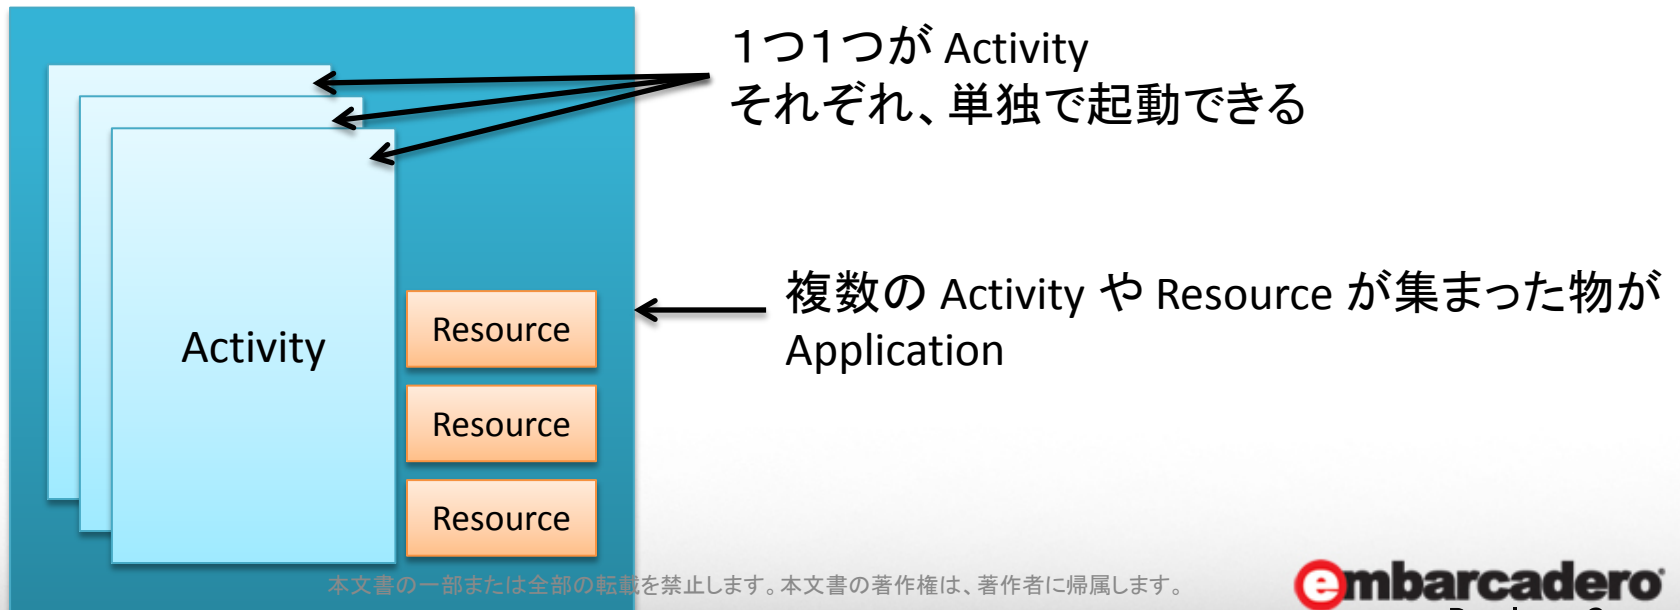 １つ１つが Activity
それぞれ、単独で起動できる
Activity
Resource
Resource
Resource
複数の Activity や Resource が集まった物が
Application
本文書の一部または全部の転載を禁止します。本文書の著作権は、著作者に帰属します。
embarcadero